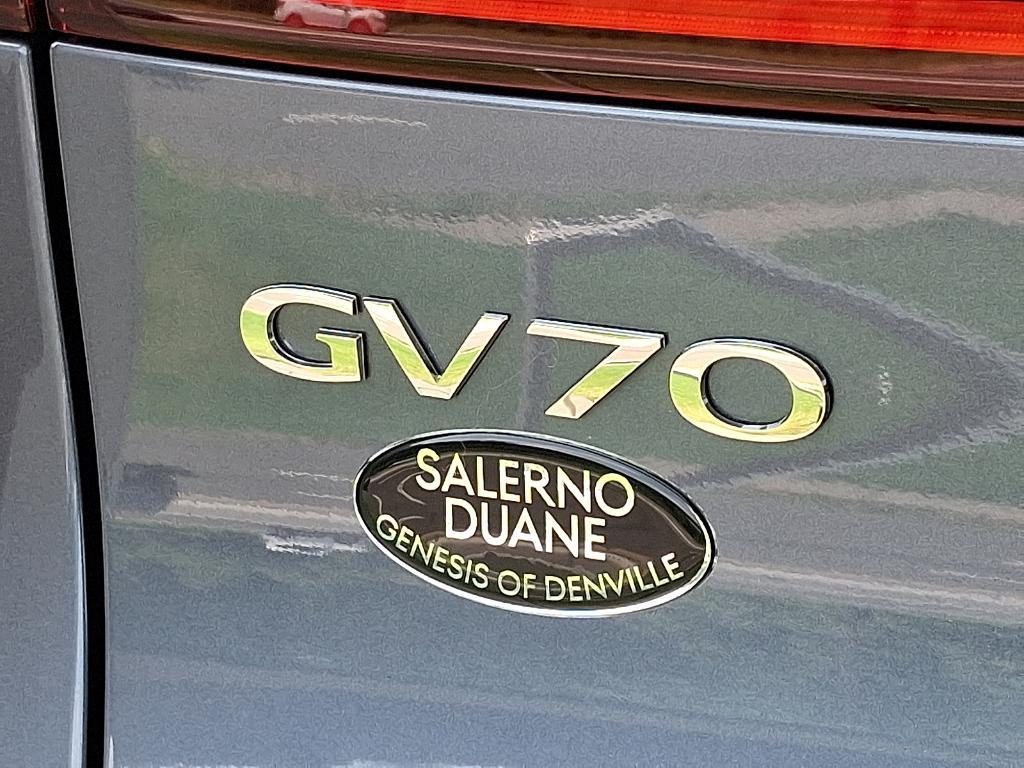 GV70
SALERNO
DUANE
GENESIS OF DENVILLE